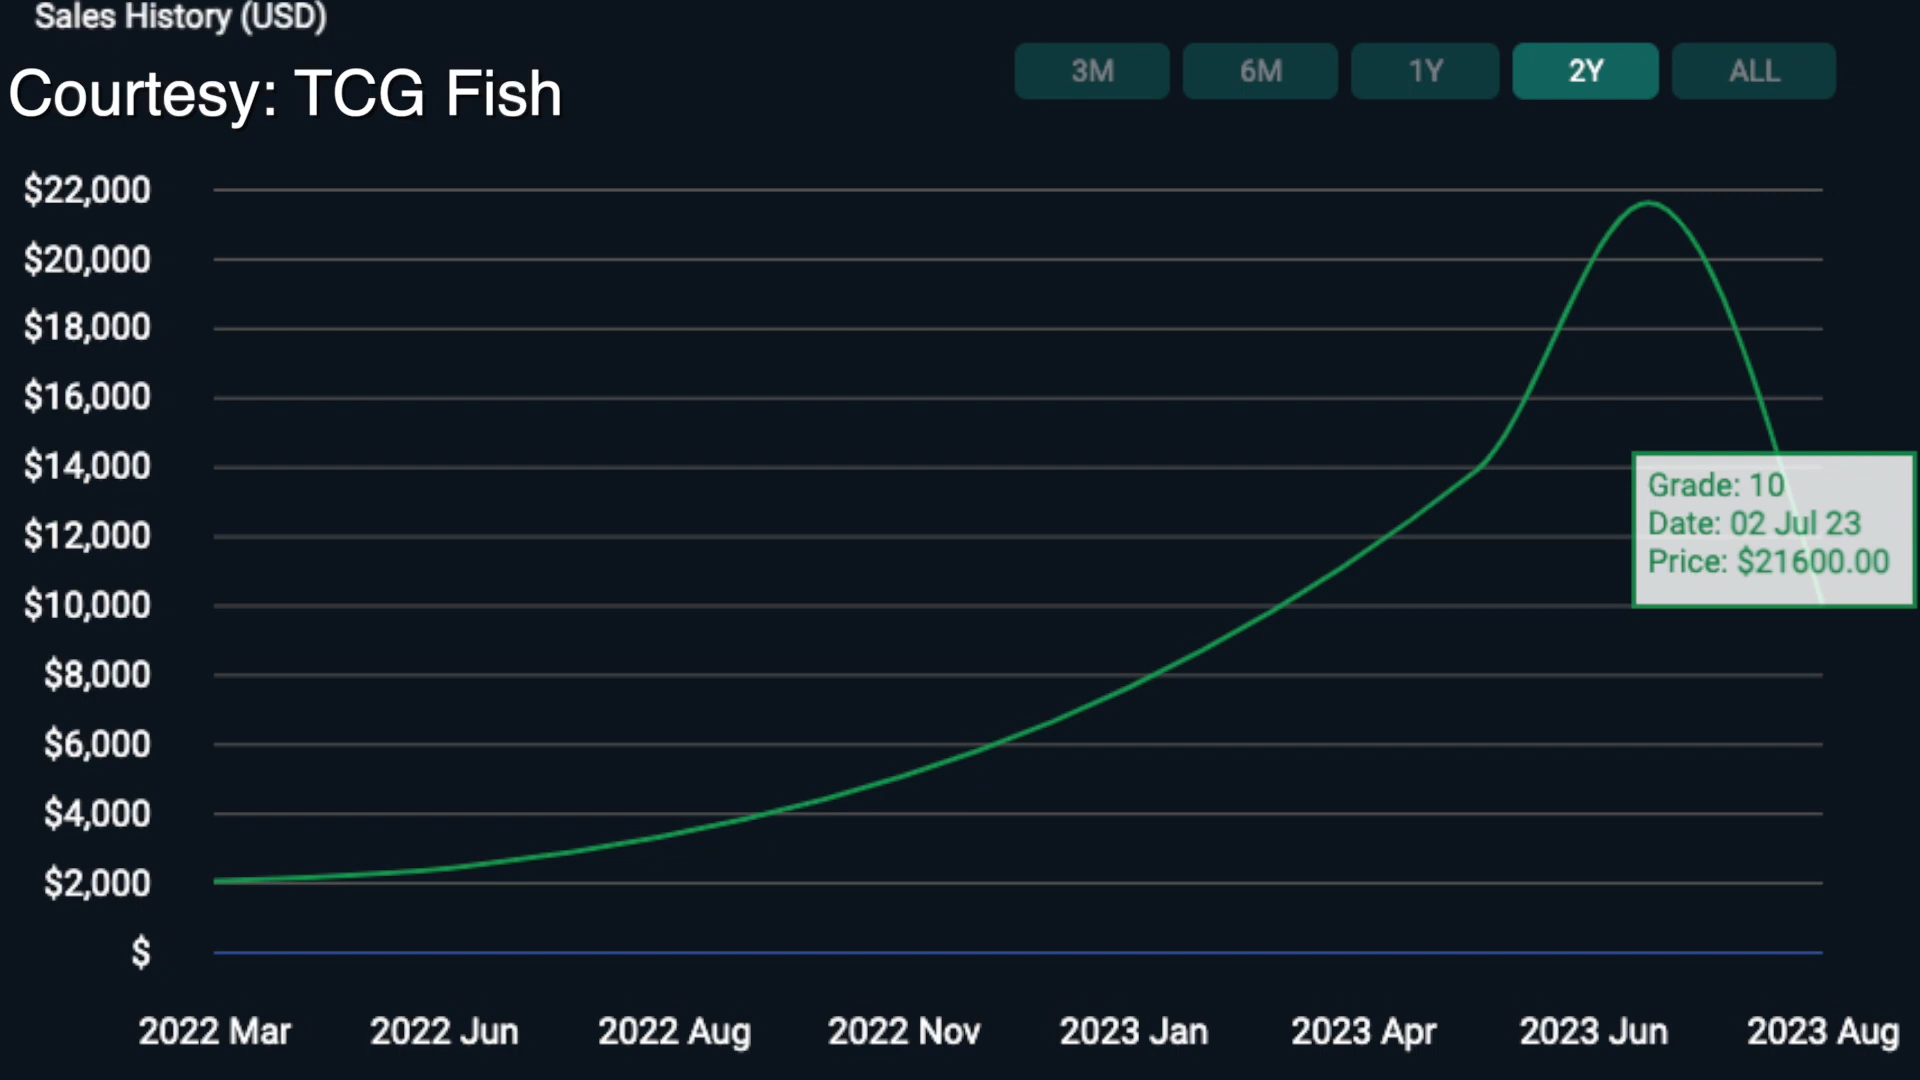 Sales History (USD)
Courtesy: TCG Fish
3M 6M 1Y 2Y ALL
$22,000
$20,000
$18,000
$16,000
$14,000
$12,000
$10,000
$8,000
$6,000
$4,000
$2,000
$
Grade: 10
Date: 02 Jul 23
Price: $21600.00
2022 Mar 2022 Jun 2022 Aug 2022 Nov 2023 Jan 2023 Apr 2023 Jun 2023 Aug